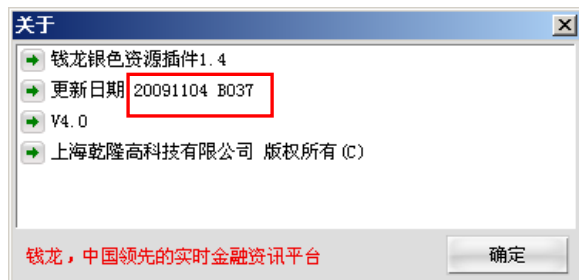 关于
钱龙银色资源插件1.4
更新日期 20091104 B037
V4.0
上海乾隆高科技有限公司 版权所有(C)
钱龙，中国领先的实时金融资讯平台
确定